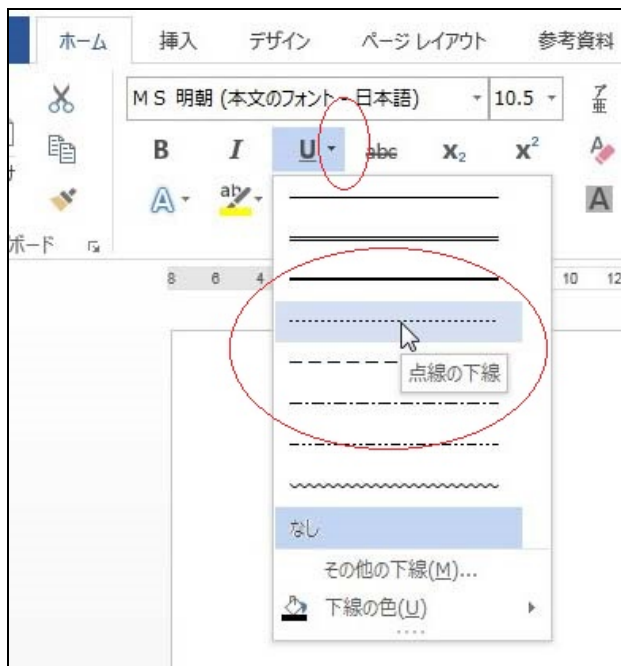 ホーム 挿入 デザイン ページ レイアウト 参考資料
ＭＳ 明朝 (本文のフォント - 日本語) 10.5 ア亜
B I U abc X₂ X²
A ab A
ボード
8 6 4 10 12
点線の下線
なし
その他の下線(M)...
下線の色(U)